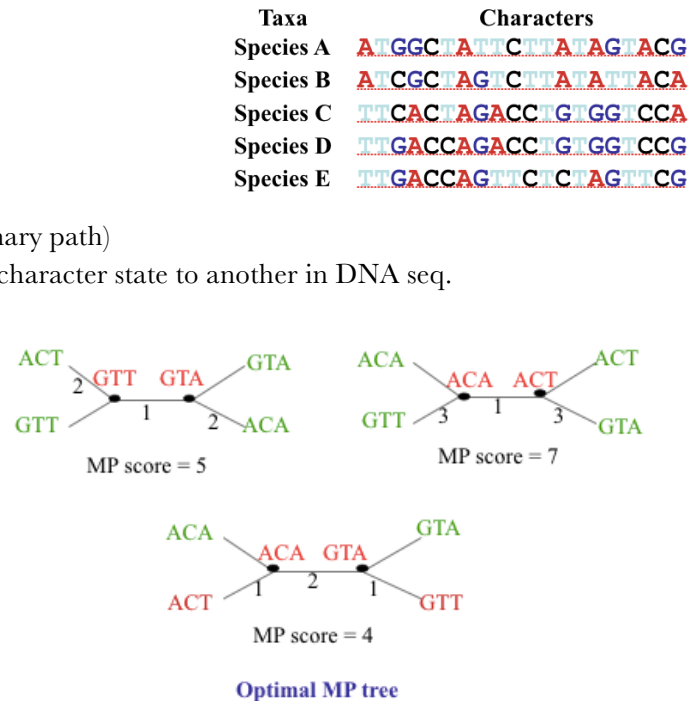 Taxa Characters
Species A ATGGCTATTCTTATAGTACG
Species B ATCGCTAGTCTTATATTACA
Species C TTCACTAGACCTGTGGTCCA
Species D TTGACCAGACCTGTGGTCCG
Species E TTGACCAGTTCTCTAGTTCG
nary path)
character state to another in DNA seq.
ACT GTT GTA GTA
2 1 2
GTT ACA
MP score = 5
ACA ACA ACT ACT
3 1 3
GTT GTA
MP score = 7
ACA ACA GTA GTA
1 2 1
ACT GTT
MP score = 4
Optimal MP tree